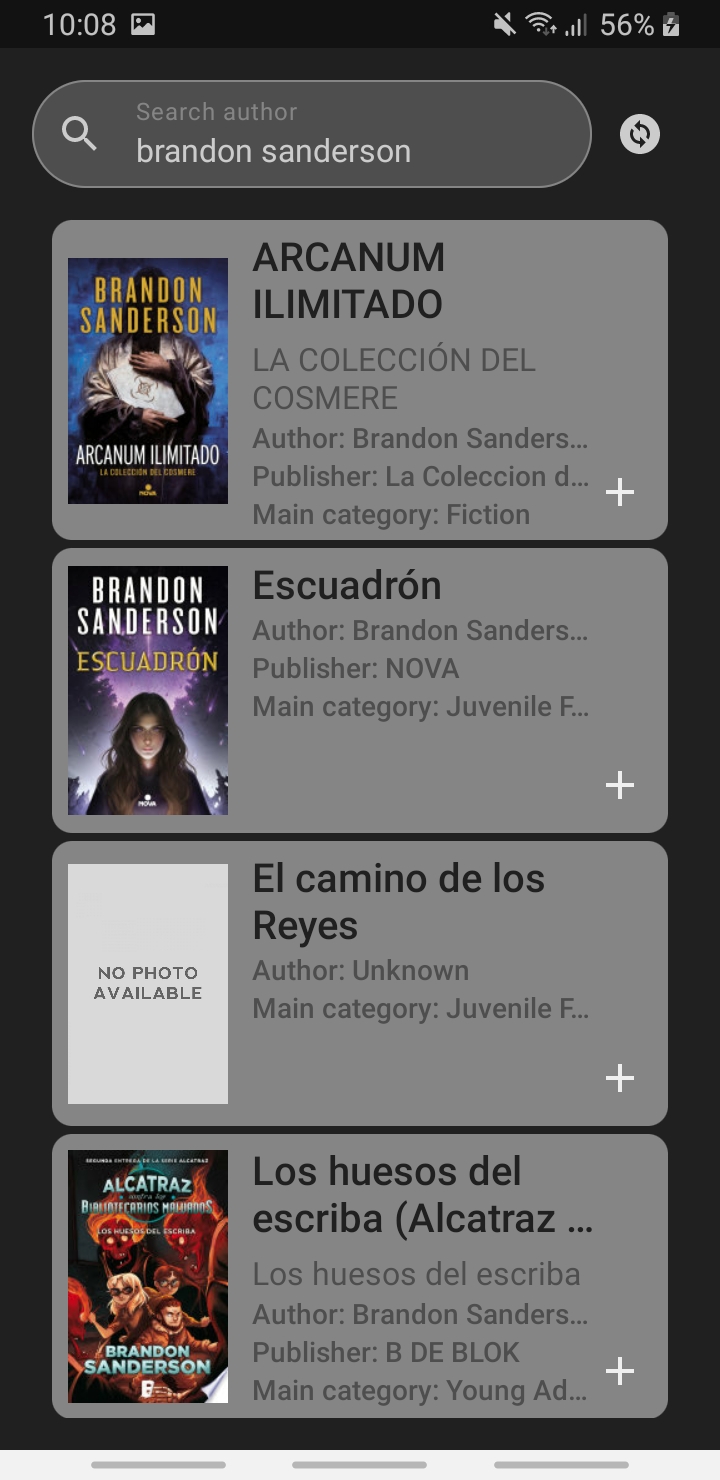 10:08
56%
Search author
brandon sanderson
BRANDON
SANDERSON
ARCANUM ILIMITADO
LA COLECCIÓN DEL COSMERE
NOVA
ARCANUM
ILIMITADO
LA COLECCIÓN DEL
COSMERE
Author: Brandon Sanders...
Publisher: La Coleccion d...
Main category: Fiction
BRANDON
SANDERSON
ESCUADRÓN
NOVA
Escuadrón
Author: Brandon Sanders...
Publisher: NOVA
Main category: Juvenile F...
NO PHOTO
AVAILABLE
El camino de los
Reyes
Author: Unknown
Main category: Juvenile F...
SEGUNDA ENTREGA DE LA SERIE ALCATRAZ
ALCATRAZ
contra los
BIBLIOTECARIOS MALVADOS
LOS HUESOS DEL ESCRIBA
BRANDON
SANDERSON
B
Los huesos del
escriba (Alcatraz ...
Los huesos del escriba
Author: Brandon Sanders...
Publisher: B DE BLOK
Main category: Young Ad...